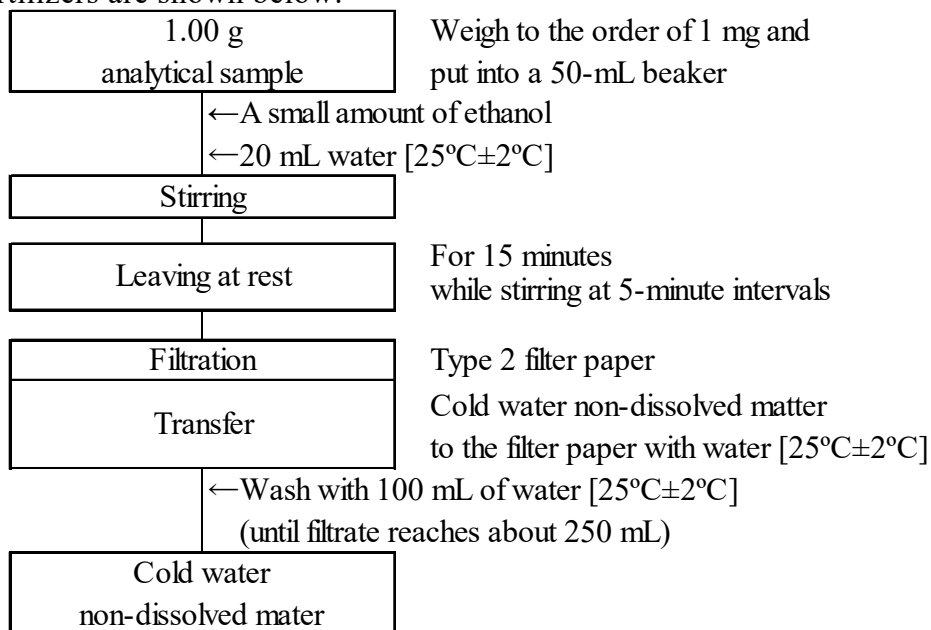 1.00 g
analytical sample
Weigh to the order of 1 mg and
put into a 50-mL beaker
←A small amount of ethanol
←20 mL water [25ºC±2ºC]
Stirring
Leaving at rest
For 15 minutes
while stirring at 5-minute intervals
Filtration
Type 2 filter paper
Transfer
Cold water non-dissolved matter
to the filter paper with water [25ºC±2ºC]
←Wash with 100 mL of water [25ºC±2ºC]
(until filtrate reaches about 250 mL)
Cold water
non-dissolved mater